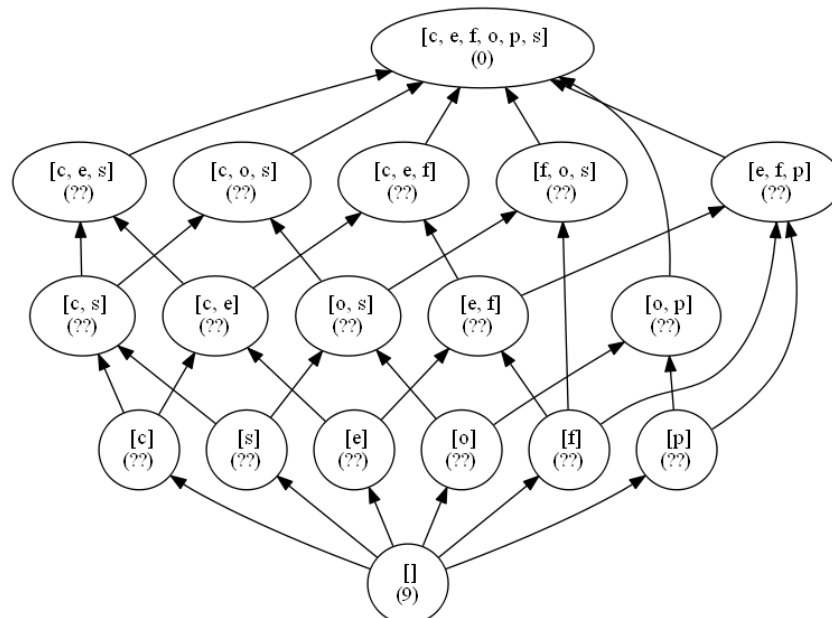 [c, e, f, o, p, s]
(0)
[c, e, s]
(??)
[c, o, s]
(??)
[c, e, f]
(??)
[f, o, s]
(??)
[e, f, p]
(??)
[c, s]
(??)
[c, e]
(??)
[o, s]
(??)
[e, f]
(??)
[o, p]
(??)
[c]
(??)
[s]
(??)
[e]
(??)
[o]
(??)
[f]
(??)
[p]
(??)
[]
(9)